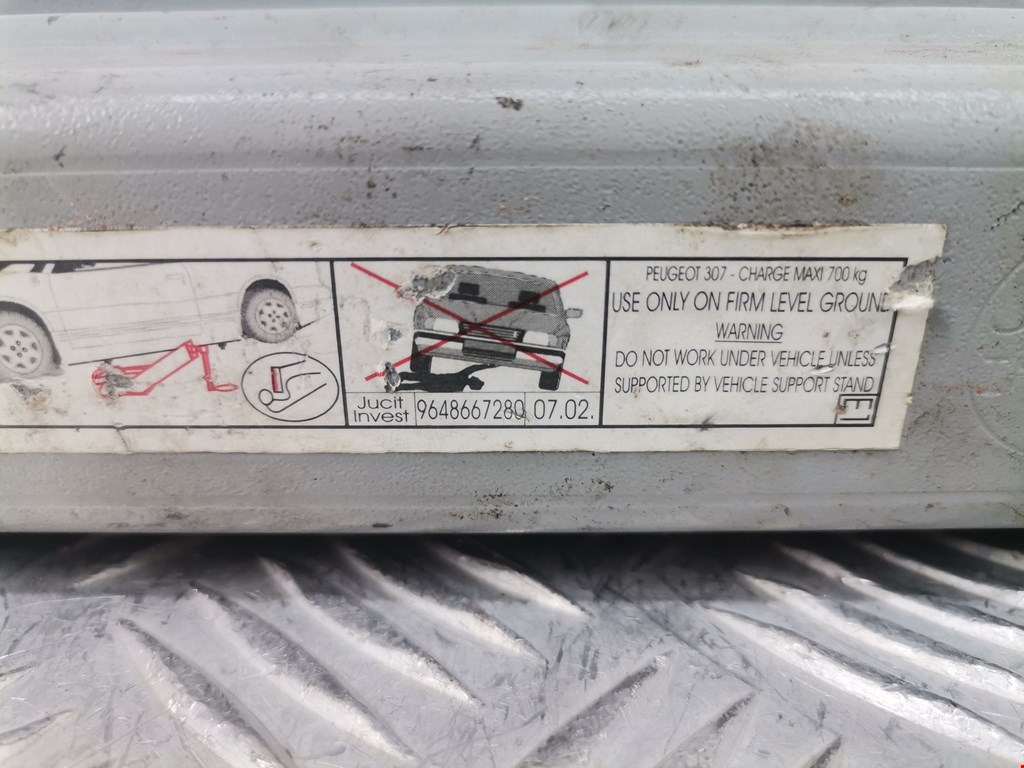 Jucit
Invest
9648667280
07.02.
PEUGEOT 307 - CHARGE MAXI 700 kg
USE ONLY ON FIRM LEVEL GROUND
WARNING
DO NOT WORK UNDER VEHICLE UNLESS
SUPPORTED BY VEHICLE SUPPORT STAND